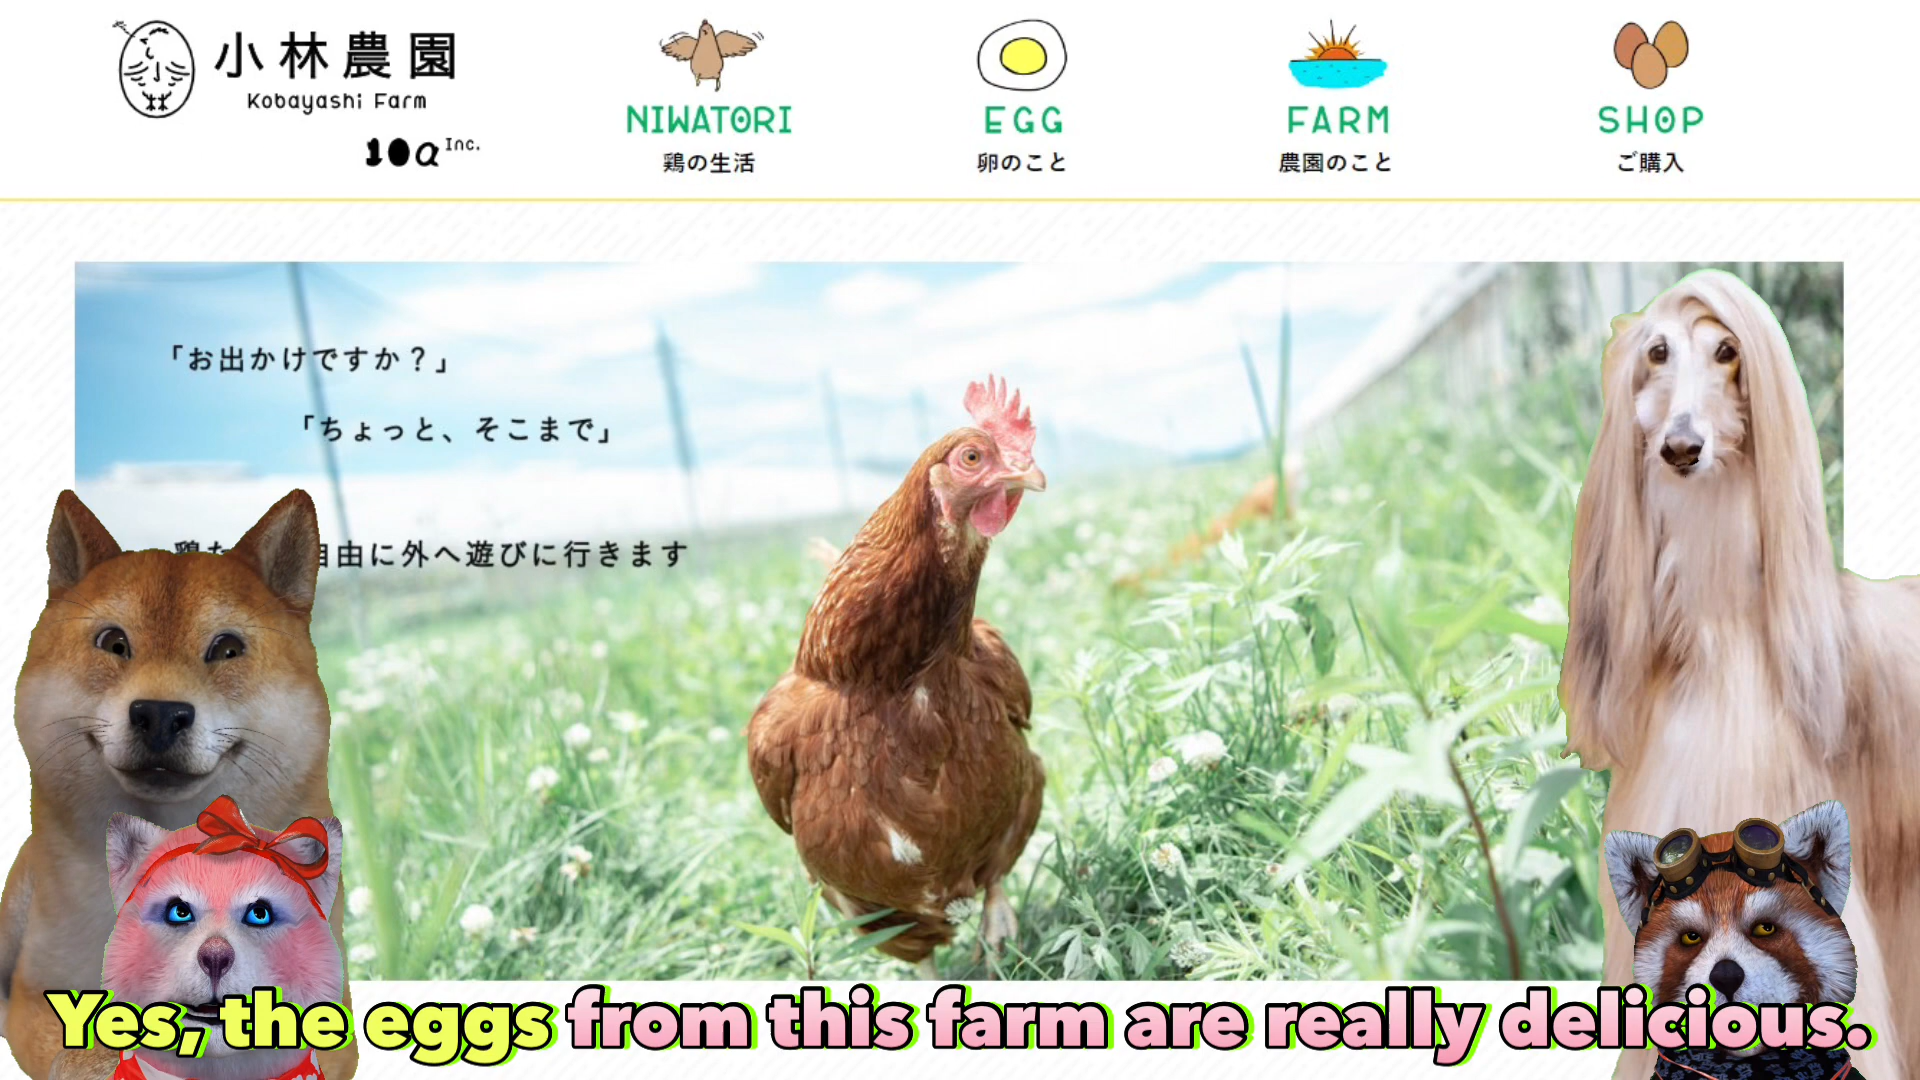 小林農園
Kobayashi Farm
10a Inc.
NIWATORI
鶏の生活
EGG
卵のこと
FARM
農園のこと
SHOP
ご購入
「お出かけですか？」
「ちょっと、そこまで」
自由に外へ遊びに行きます
Yes, the eggs from this farm are really delicious.